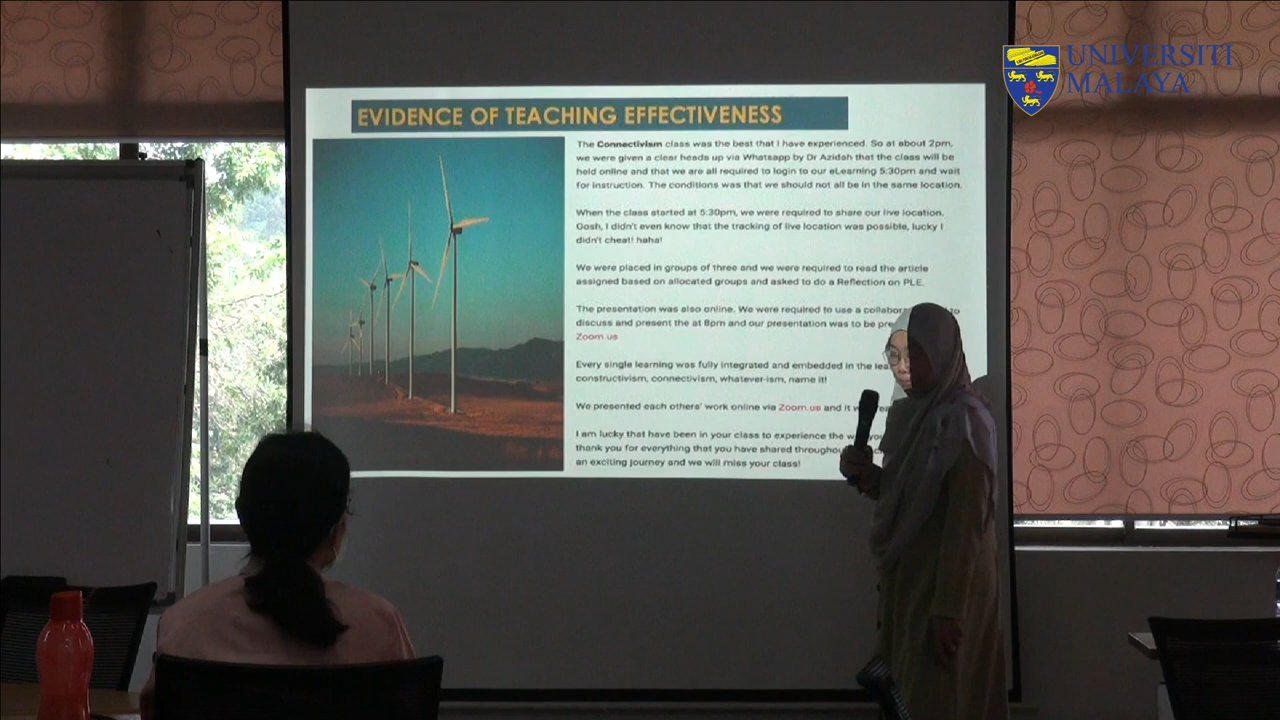 UNIVERSITI
MALAYA
EVIDENCE OF TEACHING EFFECTIVENESS
The Connectivism class was the best that I have experienced. So at about 2pm,
we were given a clear heads up via Whatsapp by Dr Azidah that the class will be
held online and that we are all required to login to our eLearning 5:30pm and wait
for instruction. The conditions was that we should not all be in the same location.
When the class started at 5:30pm, we were required to share our live location.
Gosh, I didn't even know that the tracking of live location was possible, lucky I
didn't cheat! haha!
We were placed in groups of three and we were required to read the article
assigned based on allocated groups and asked to do a Reflection on PLE.
The presentation was also online. We were required to use a to
discuss and present the at 8pm and our presentation was to be
Zoom.us
Every single learning was fully integrated and embedded in the
constructivism, connectivism, whatever-ism, name it!
We presented each others' work online via Zoom.us and it
I am lucky that have been in your class to experience the
thank you for everything that you have shared
an exciting journey and we will miss your class!